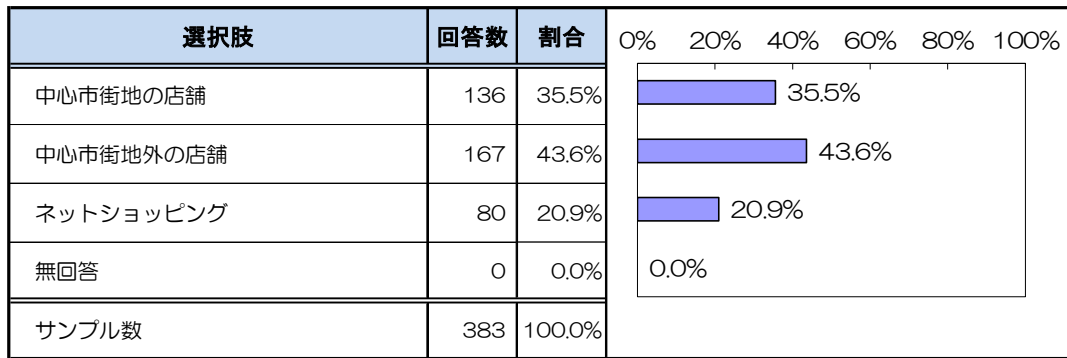 選択肢 回答数 割合 0% 20% 40% 60% 80% 100%
中心市街地の店舗 136 35.5% 35.5%
中心市街地外の店舗 167 43.6% 43.6%
ネットショッピング 80 20.9% 20.9%
無回答 0 0.0% 0.0%
サンプル数 383 100.0%